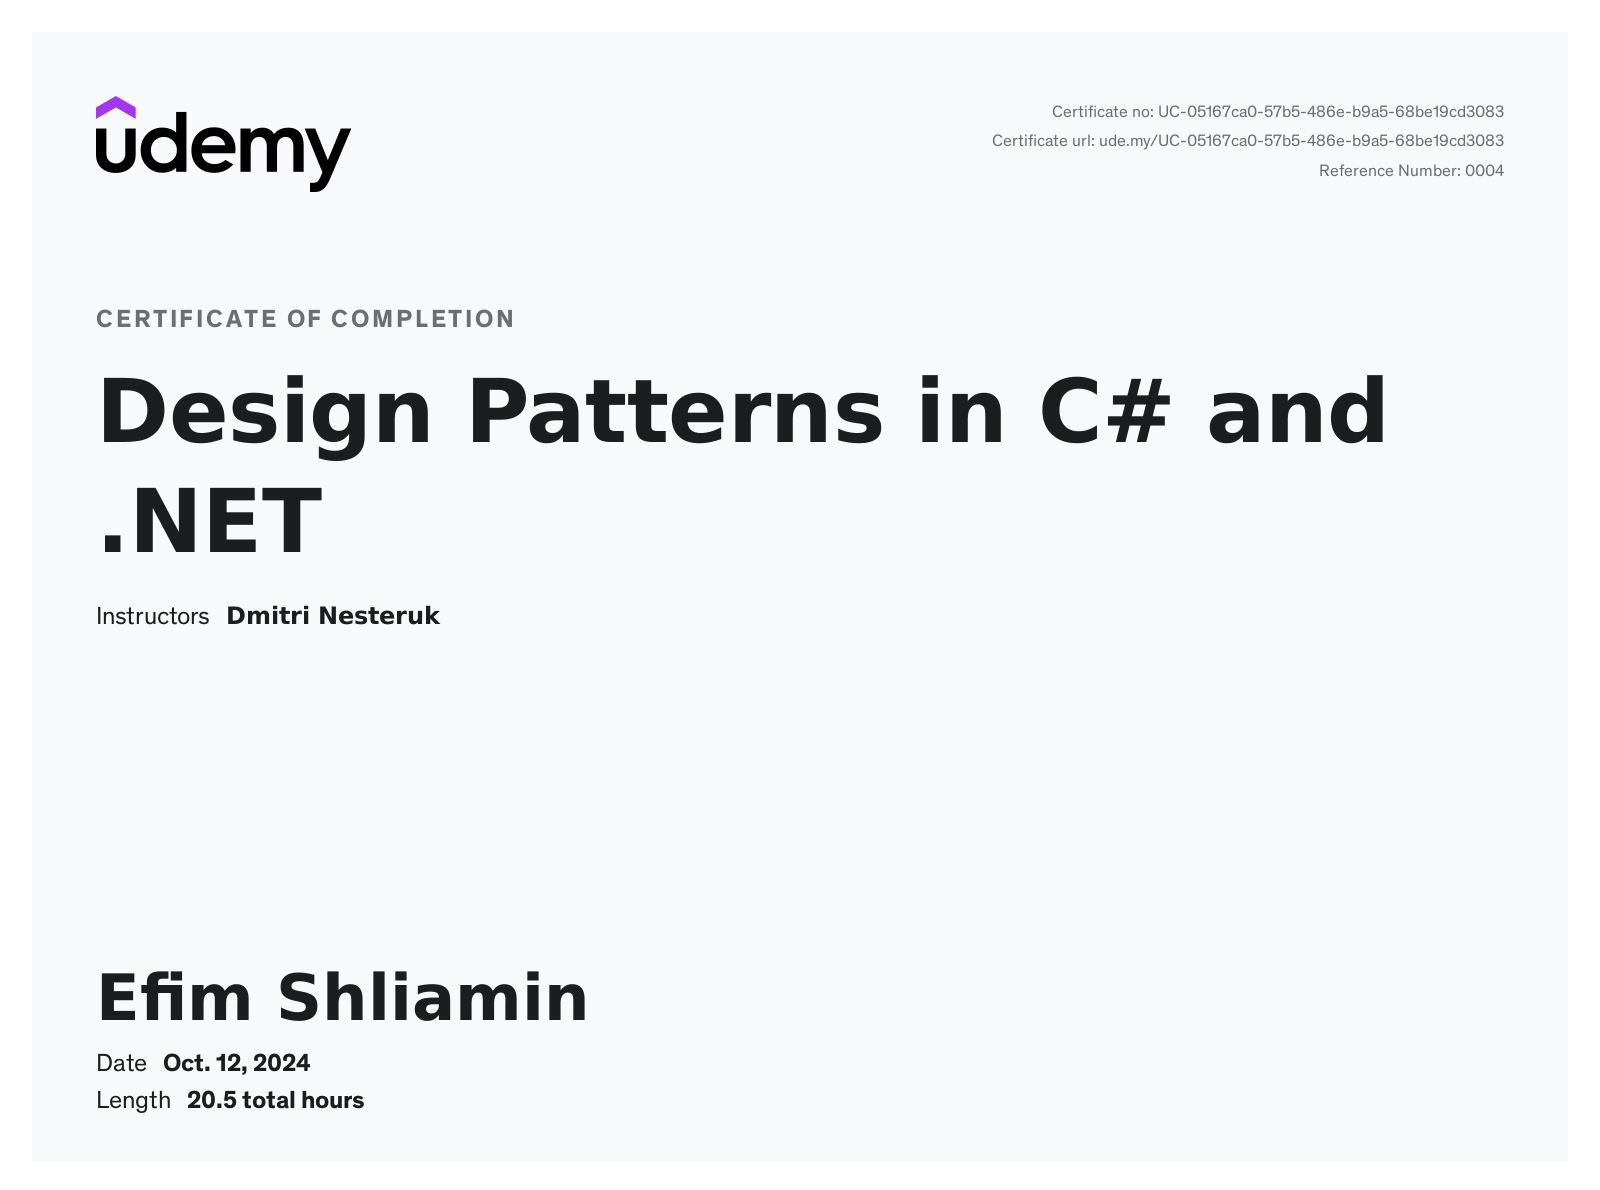 udemy
Certificate no: UC-05167ca0-57b5-486e-b9a5-68be19cd3083
Certificate url: ude.my/UC-05167ca0-57b5-486e-b9a5-68be19cd3083
Reference Number: 0004
CERTIFICATE OF COMPLETION
Design Patterns in C# and
.NET
Instructors Dmitri Nesteruk
Efim Shliamin
Date Oct. 12, 2024
Length 20.5 total hours